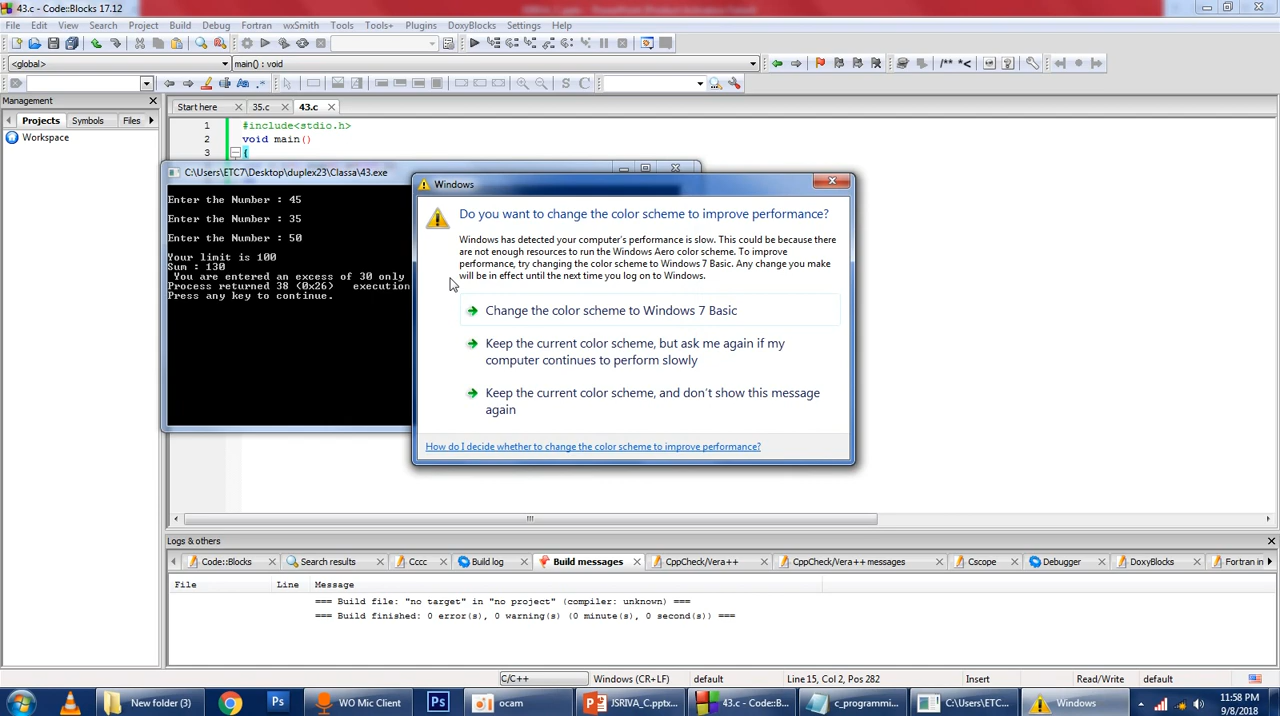 43.c - Code::Blocks 17.12
File Edit View Search Project Build Debug Fortran wxSmith Tools Tools+ Plugins DoxyBlocks Settings Help
<global> main() : void
/** *<
S C
Management
Projects Symbols Files
Workspace
Start here 35.c 43.c
1 #include<stdio.h>
2 void main()
3 {
C:\Users\ETC7\Desktop\duplex23\Classa\43.exe
Enter the Number : 45
Enter the Number : 35
Enter the Number : 50
Your limit is 100
Sum : 130
You are entered an excess of 30 only
Process returned 38 (0x26) execution
Press any key to continue.
Windows
Do you want to change the color scheme to improve performance?
Windows has detected your computer's performance is slow. This could be because there
are not enough resources to run the Windows Aero color scheme. To improve
performance, try changing the color scheme to Windows 7 Basic. Any change you make
will be in effect until the next time you log on to Windows.
Change the color scheme to Windows 7 Basic
Keep the current color scheme, but ask me again if my
computer continues to perform slowly
Keep the current color scheme, and don't show this message
again
How do I decide whether to change the color scheme to improve performance?
Logs & others
Code::Blocks Search results Cccc Build log Build messages CppCheck/Vera++ CppCheck/Vera++ messages Cscope Debugger DoxyBlocks Fortran in
File Line Message
=== Build file: "no target" in "no project" (compiler: unknown) ===
=== Build finished: 0 error(s), 0 warning(s) (0 minute(s), 0 second(s)) ===
C/C++ Windows (CR+LF) default Line 15, Col 2, Pos 282 Insert Read/Write default
New folder (3) Ps WO Mic Client Ps ocam JSRIVA_C.pptx... 43.c - Code::B... c_programmi... C:\Users\ETC... Windows
11:58 PM
9/8/2018